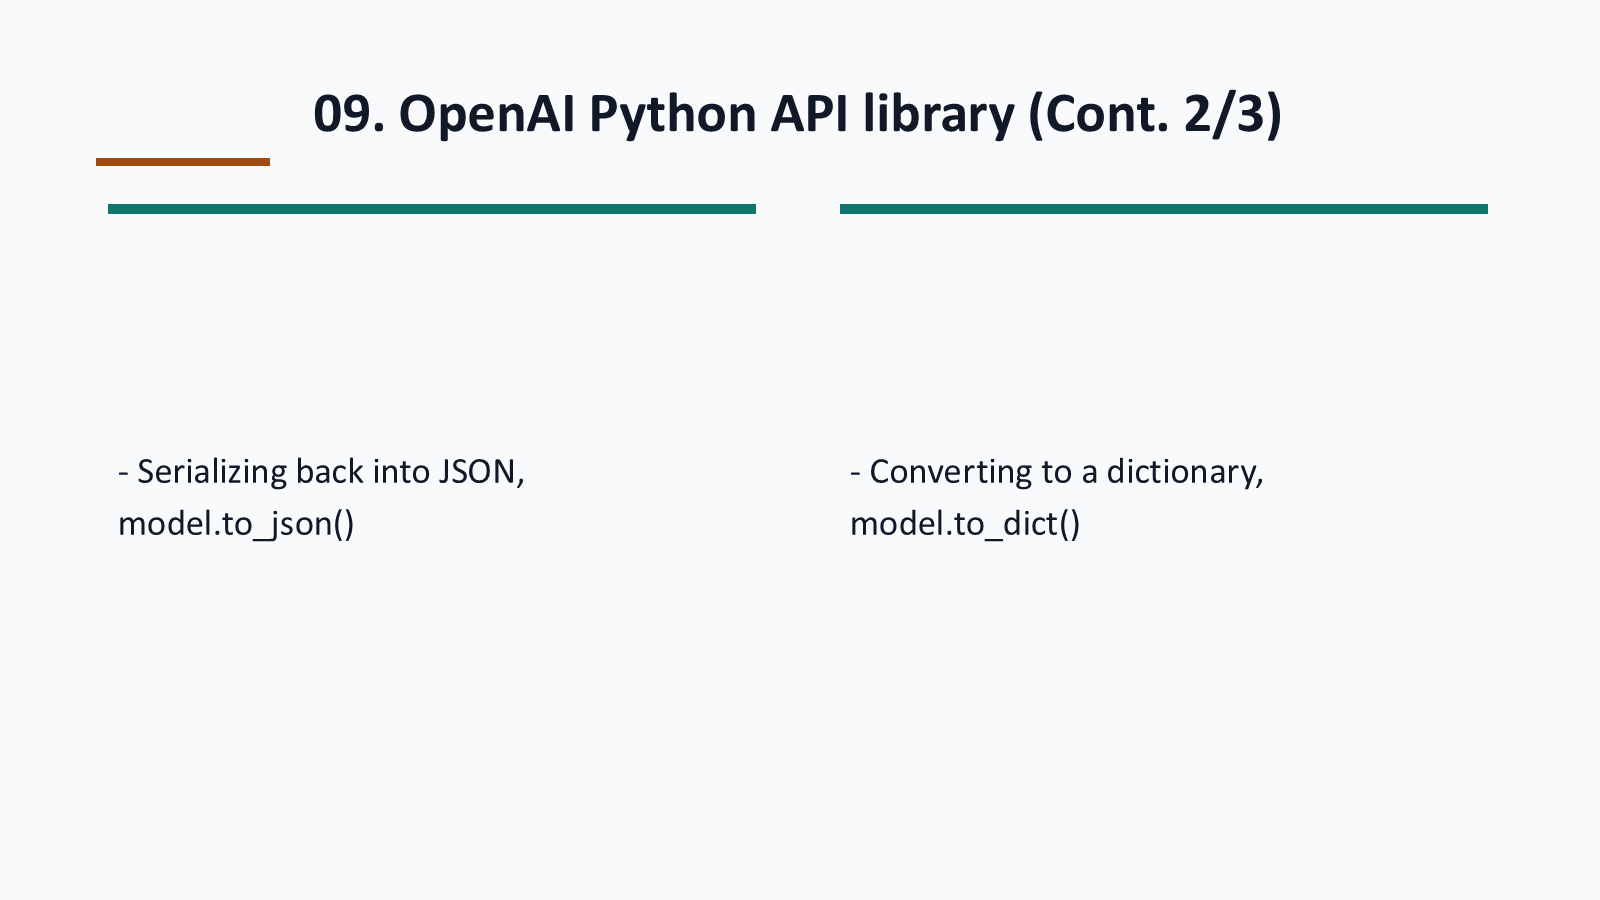 09. OpenAI Python API library (Cont. 2/3)
- Serializing back into JSON,
model.to_json()
- Converting to a dictionary,
model.to_dict()